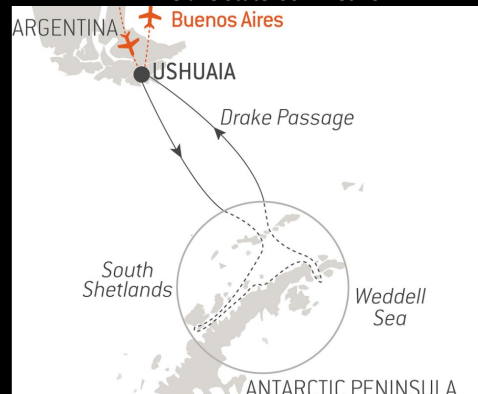 ARGENTINA
Buenos Aires
USHUAIA
Drake Passage
South
Shetlands
Weddell
Sea
ANTARCTIC PENINSULA